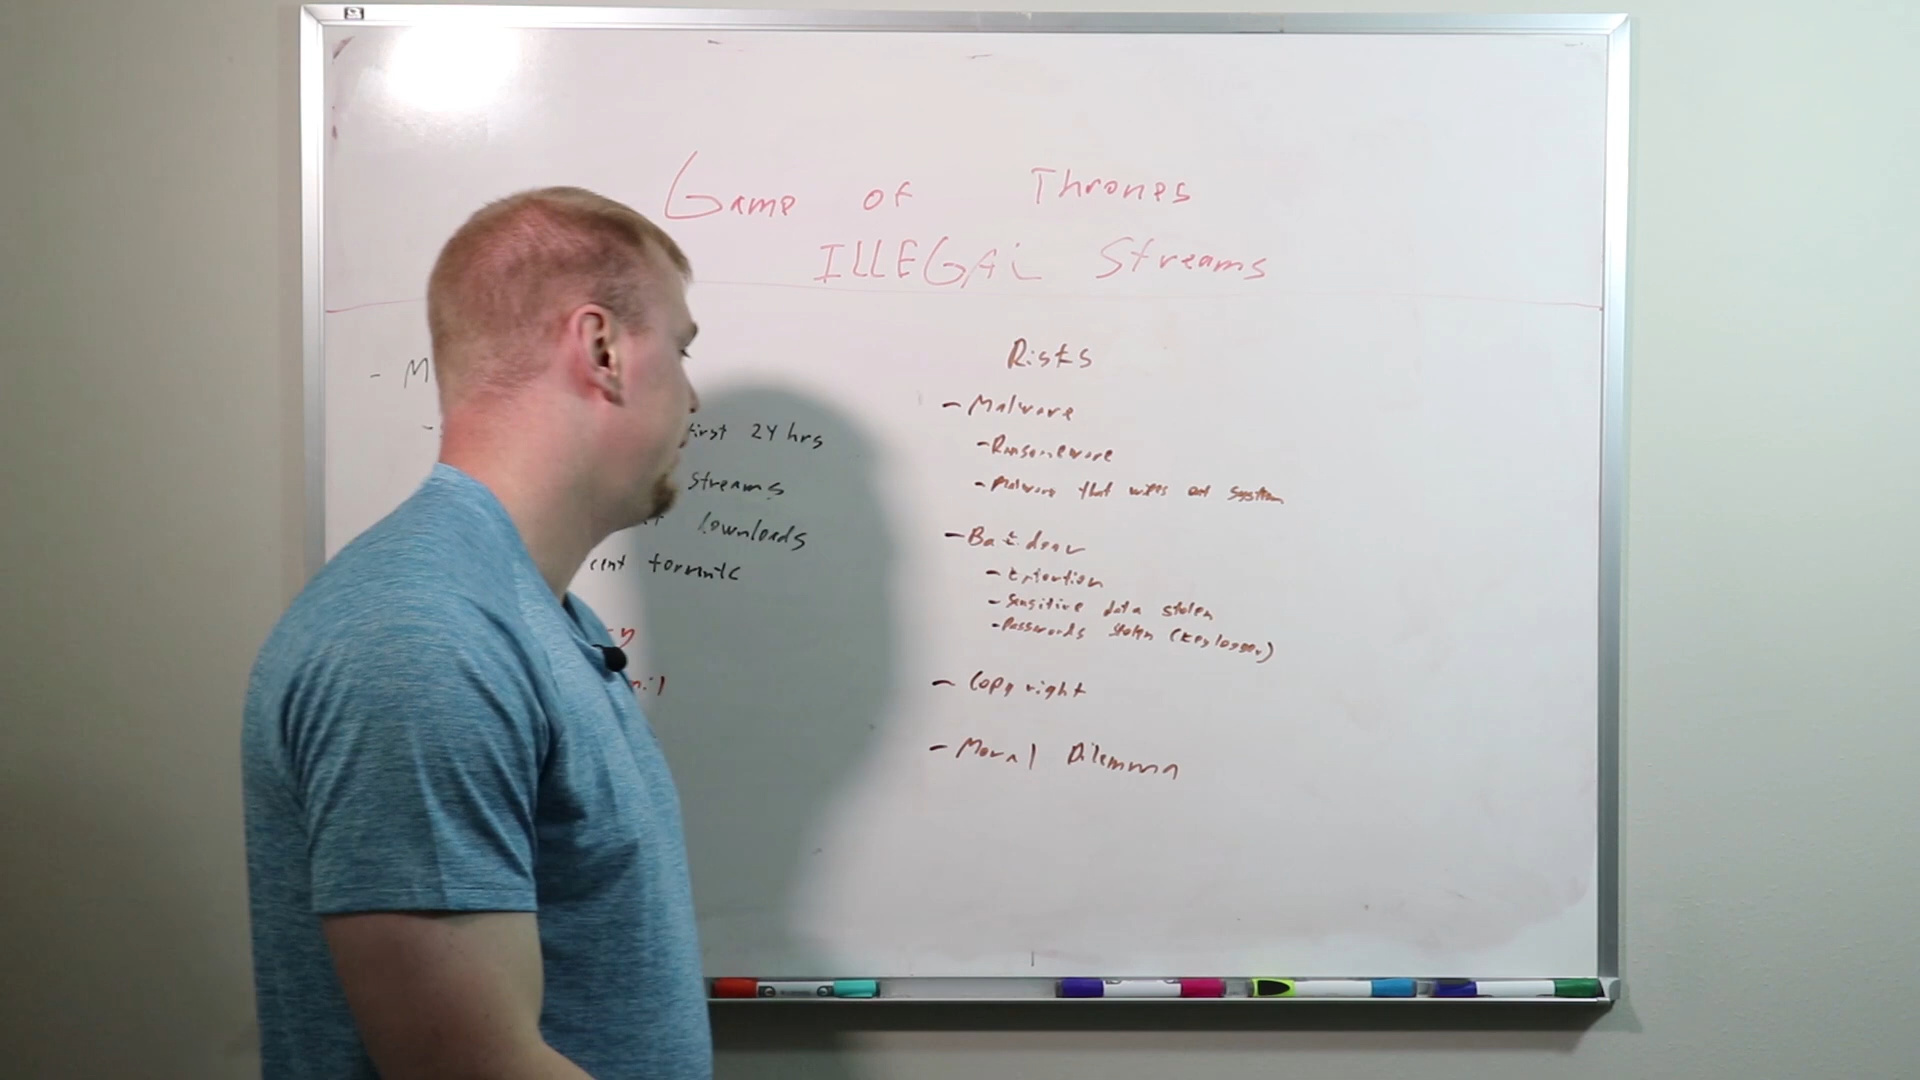 Game of Thrones
ILLEGAL Streams
- M
first 24 hrs
streams
downloads
cent torrents
Risks
- Malware
- Ransomeware
- Malware that wipes out system
- Backdoor
- Extortion
- Sensitive data stolen
- Passwords stolen (Keylogger)
- Copyright
- Moral Dilemma